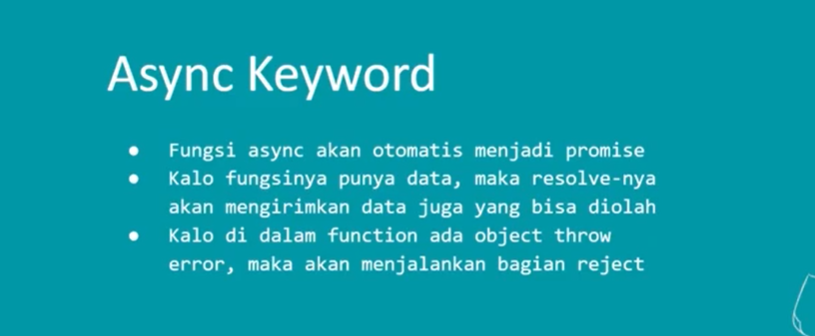 Async Keyword
● Fungsi async akan otomatis menjadi promise
● Kalo fungsinya punya data, maka resolve-nya
akan mengirimkan data juga yang bisa diolah
● Kalo di dalam function ada object throw
error, maka akan menjalankan bagian reject